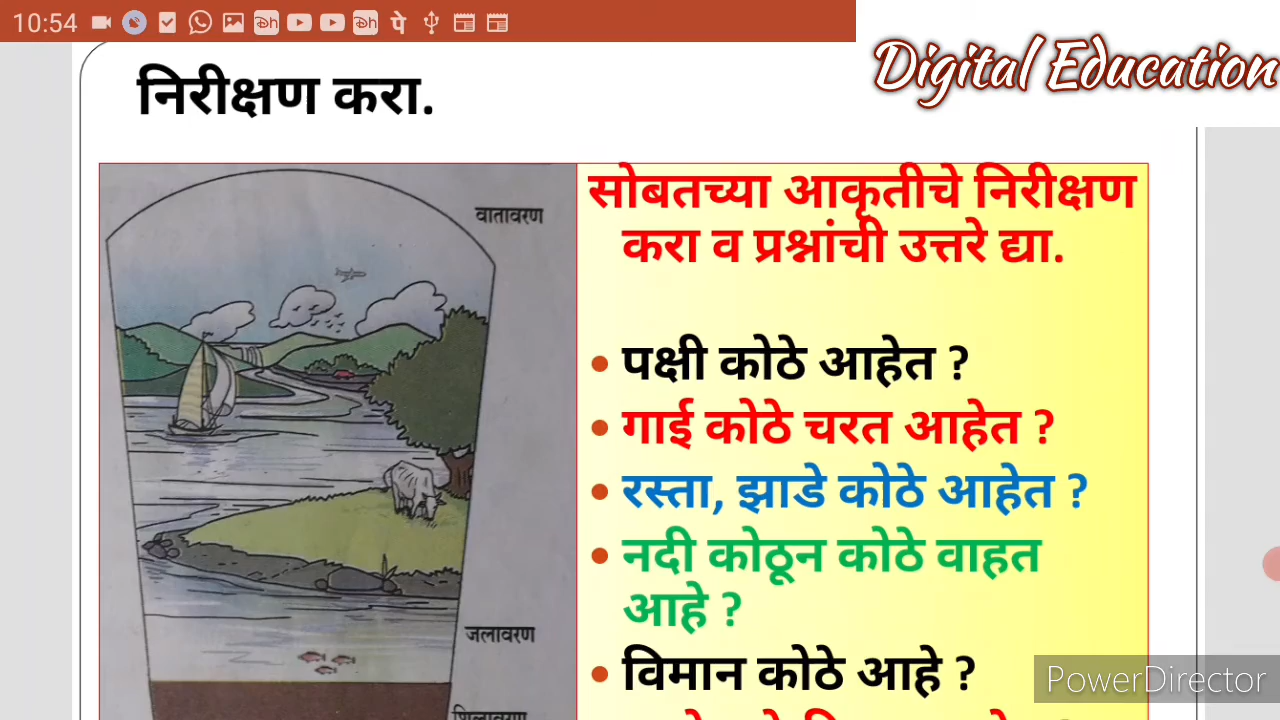 10:54
Digital Education
निरीक्षण करा.
वातावरण
सोबतच्या आकृतीचे निरीक्षण
करा व प्रश्नांची उत्तरे द्या.
• पक्षी कोठे आहेत ?
• गाई कोठे चरत आहेत ?
• रस्ता, झाडे कोठे आहेत ?
• नदी कोठून कोठे वाहत
आहे ?
जलावरण
• विमान कोठे आहे ?
PowerDirector
शिलावरण